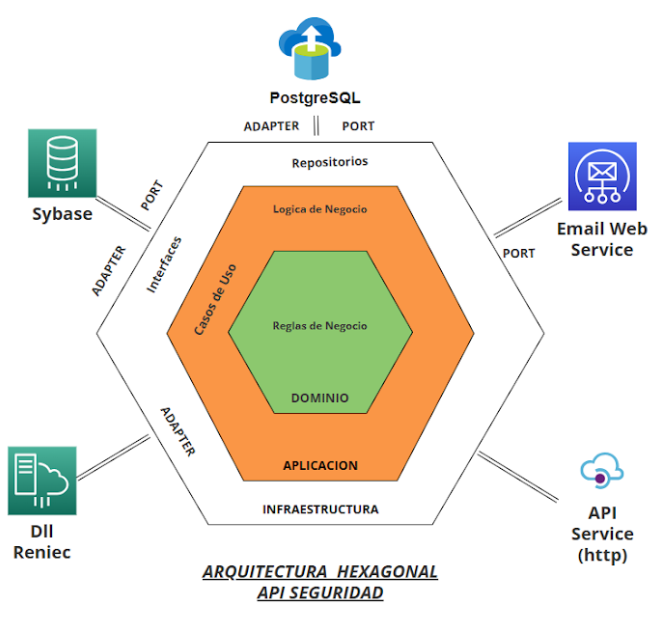 PostgreSQL
ADAPTER
PORT
Repositorios
Sybase
PORT
ADAPTER
Interfaces
Email Web
Service
PORT
Logica de Negocio
Casos de Uso
Reglas de Negocio
DOMINIO
ADAPTER
APLICACION
INFRAESTRUCTURA
Dll
Reniec
API
Service
(http)
ARQUITECTURA HEXAGONAL
API SEGURIDAD